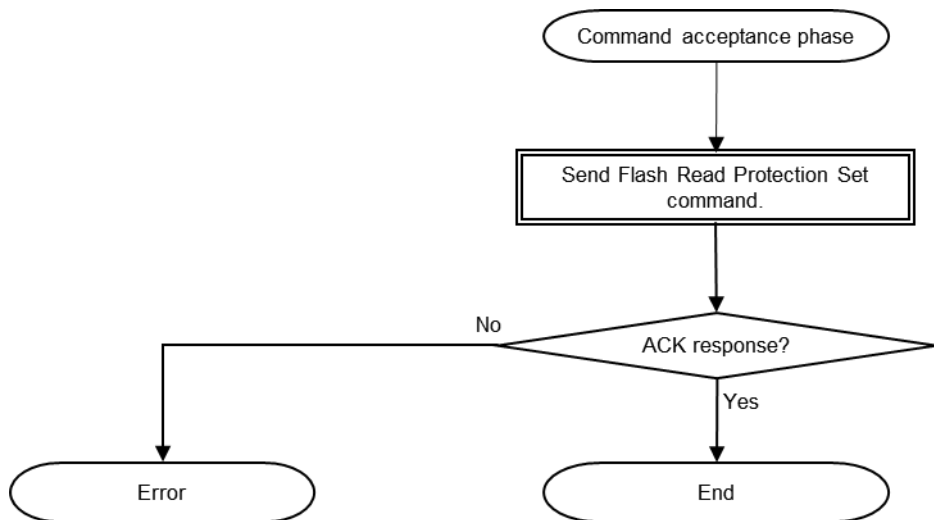 Command acceptance phase
Send Flash Read Protection Set
command.
No
ACK response?
Yes
Error
End